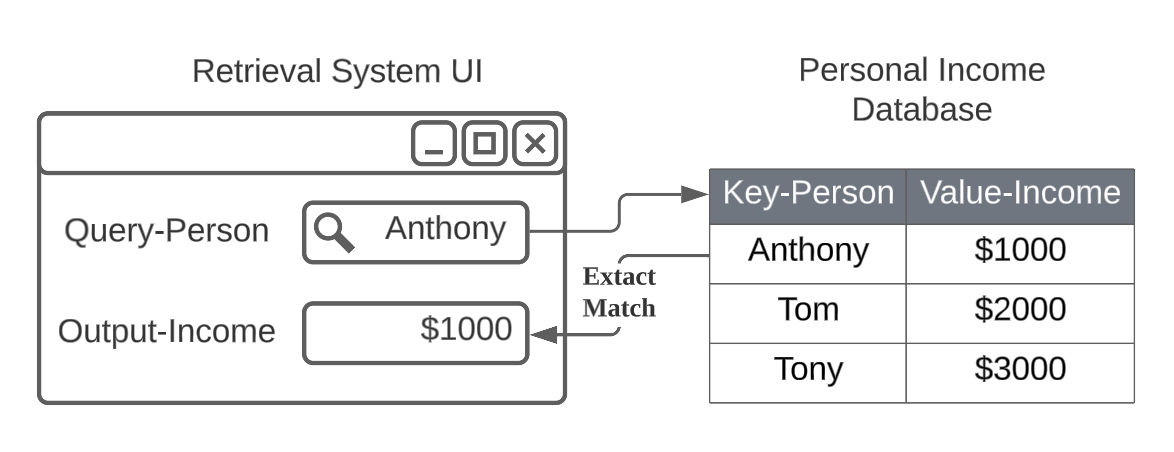 Retrieval System UI
Personal Income
Database
Query-Person
Anthony
Output-Income
$1000
Extact
Match
Key-Person Value-Income
Anthony $1000
Tom $2000
Tony $3000